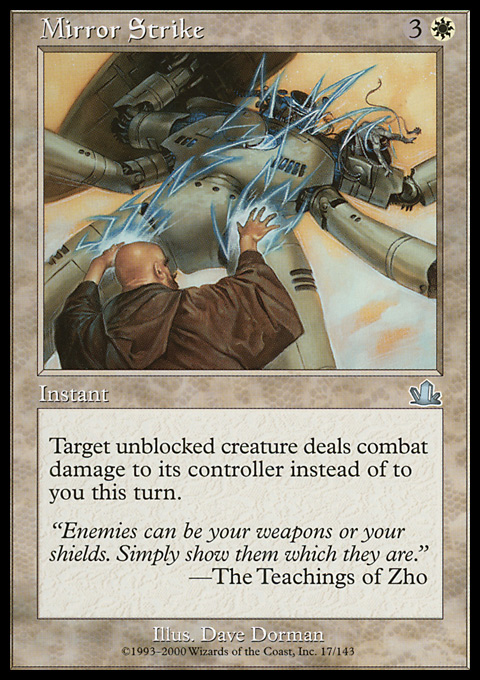 Mirror Strike 3
Instant
Target unblocked creature deals combat
damage to its controller instead of to
you this turn.
“Enemies can be your weapons or your
shields. Simply show them which they are.”
—The Teachings of Zho
Illus. Dave Dorman
©1993–2000 Wizards of the Coast, Inc. 17/143